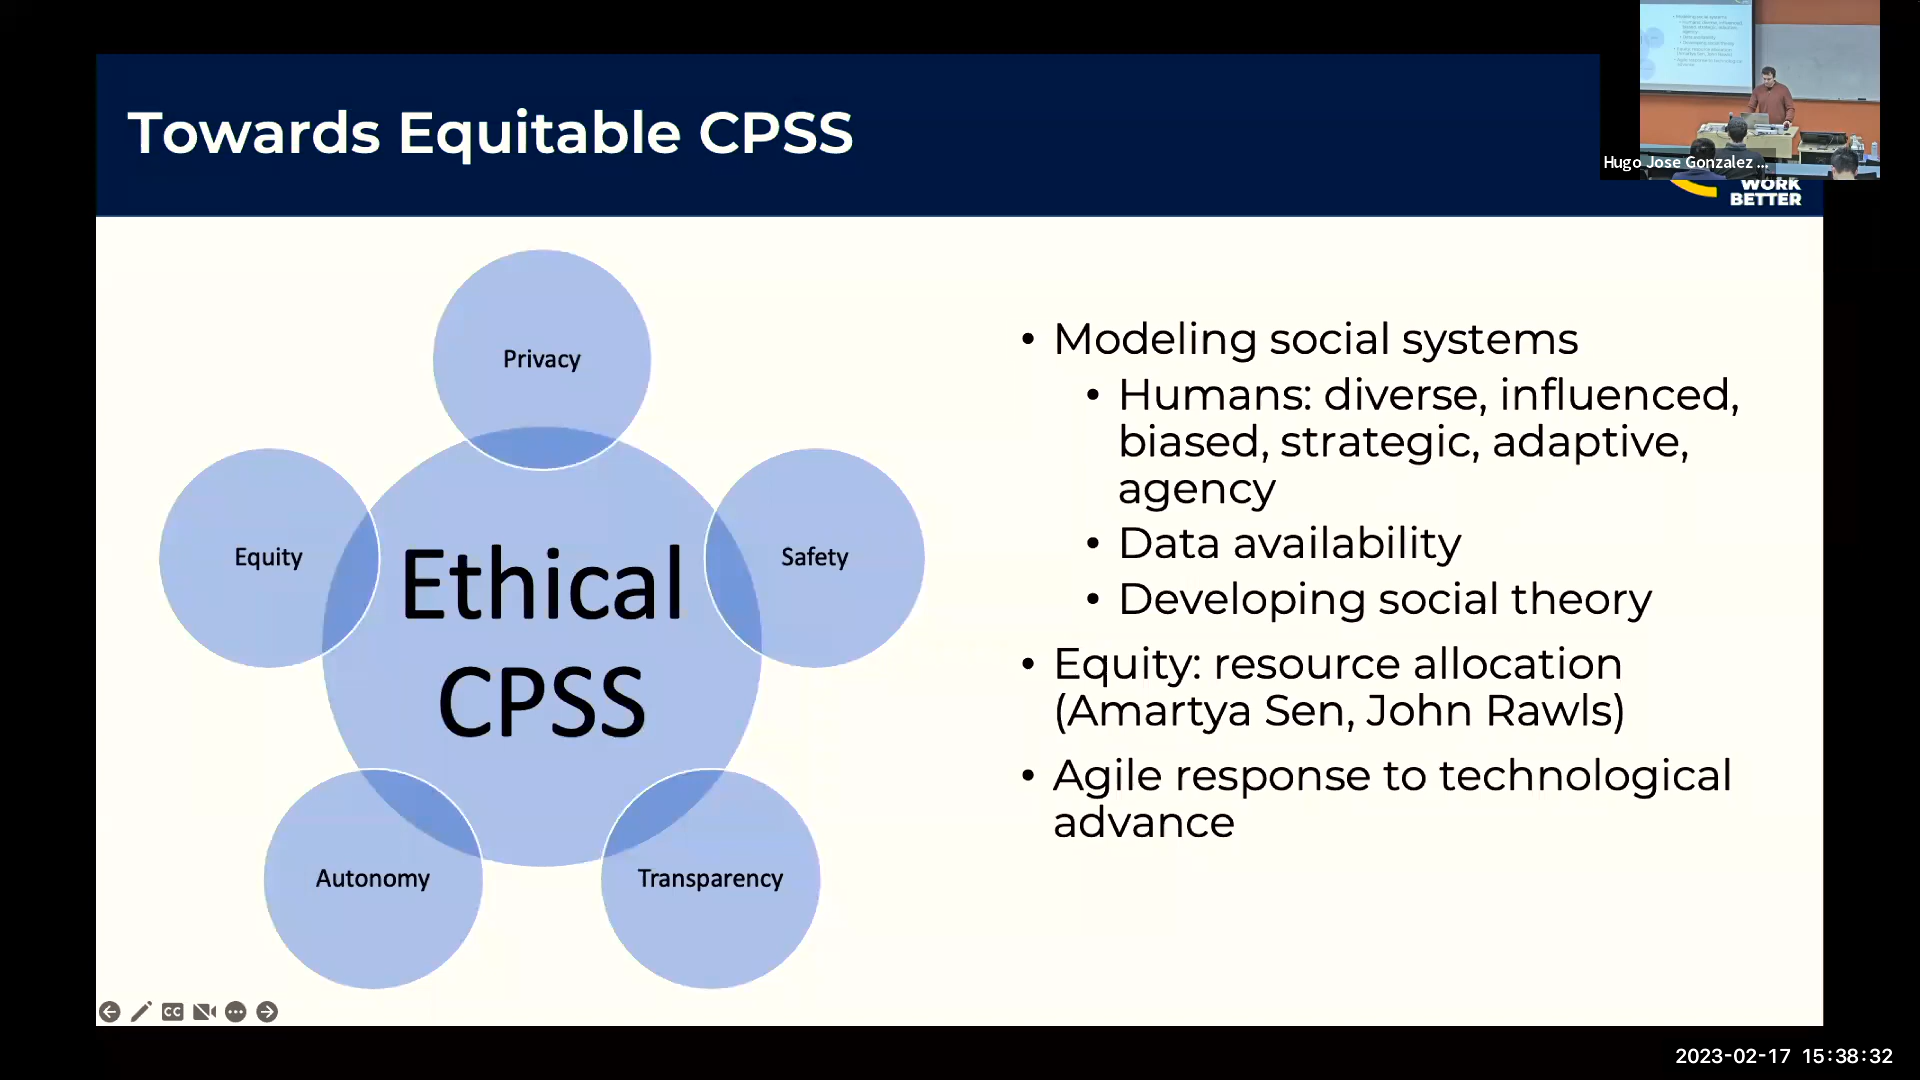 Towards Equitable CPSS
Hugo Jose Gonzalez ...
WORK
BETTER
Privacy
Equity
Safety
Ethical
CPSS
Autonomy
Transparency
• Modeling social systems
• Humans: diverse, influenced,
biased, strategic, adaptive,
agency
• Data availability
• Developing social theory
• Equity: resource allocation
(Amartya Sen, John Rawls)
• Agile response to technological
advance
CC
2023-02-17 15:38:32